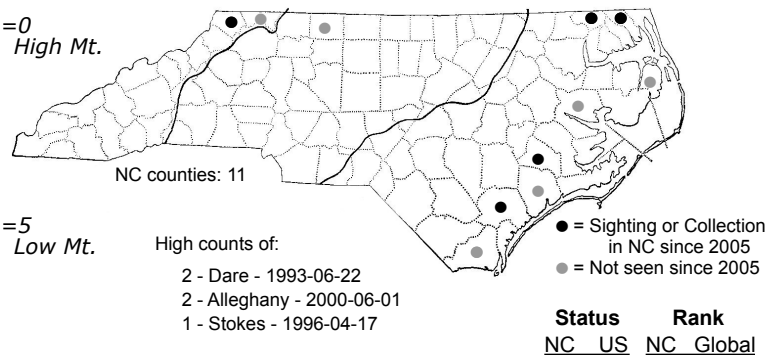 =0
High Mt.
NC counties: 11
=5
Low Mt.
High counts of:
2 - Dare - 1993-06-22
2 - Alleghany - 2000-06-01
1 - Stokes - 1996-04-17
= Sighting or Collection
in NC since 2005
= Not seen since 2005
Status Rank
NC US NC Global